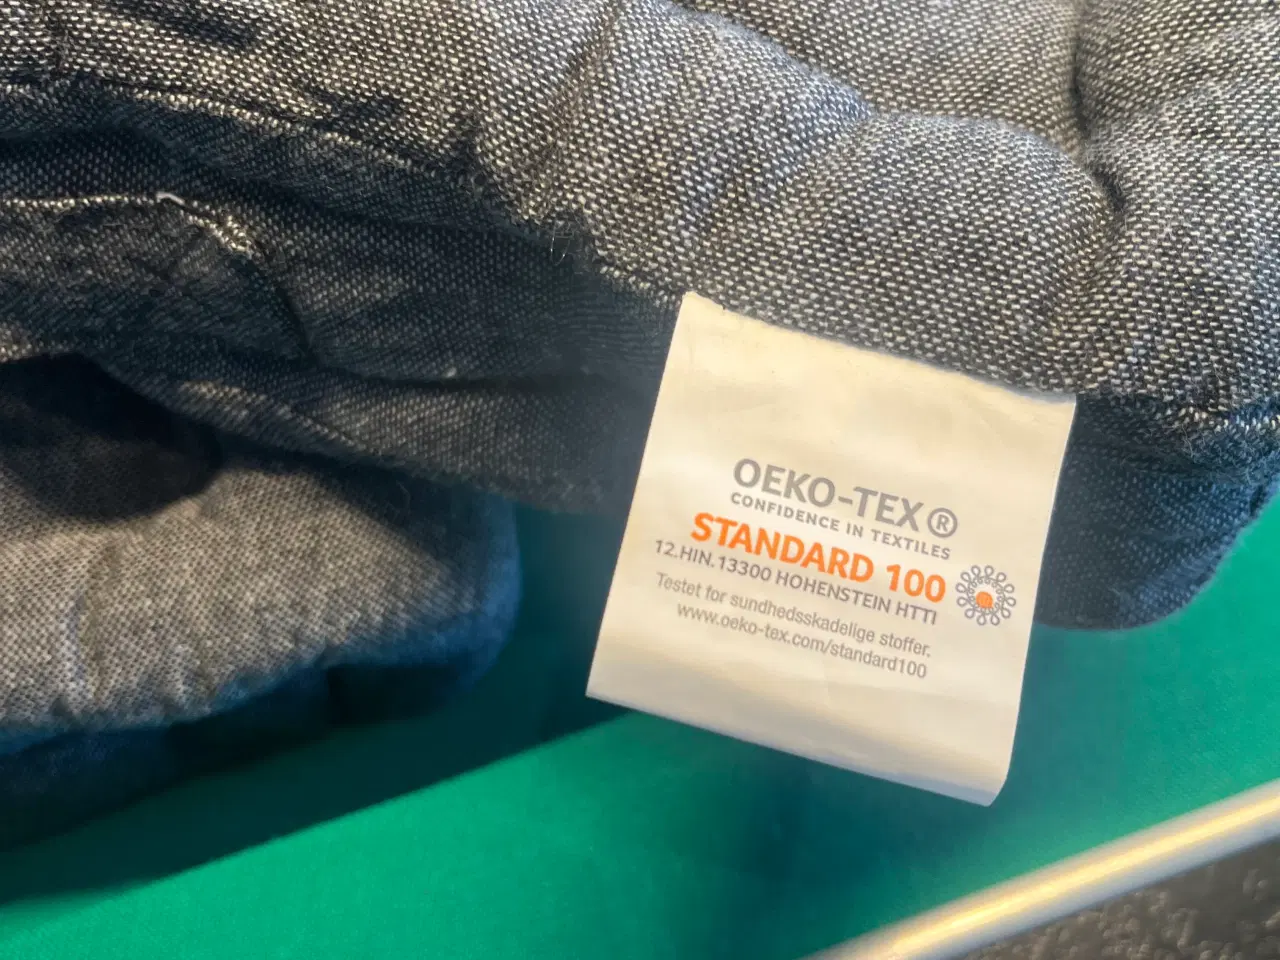 OEKO-TEX®
CONFIDENCE IN TEXTILES
STANDARD 100
12.HIN.13300 HOHENSTEIN HTTI
Testet for sundhedsskadelige stoffer.
www.oeko-tex.com/standard100